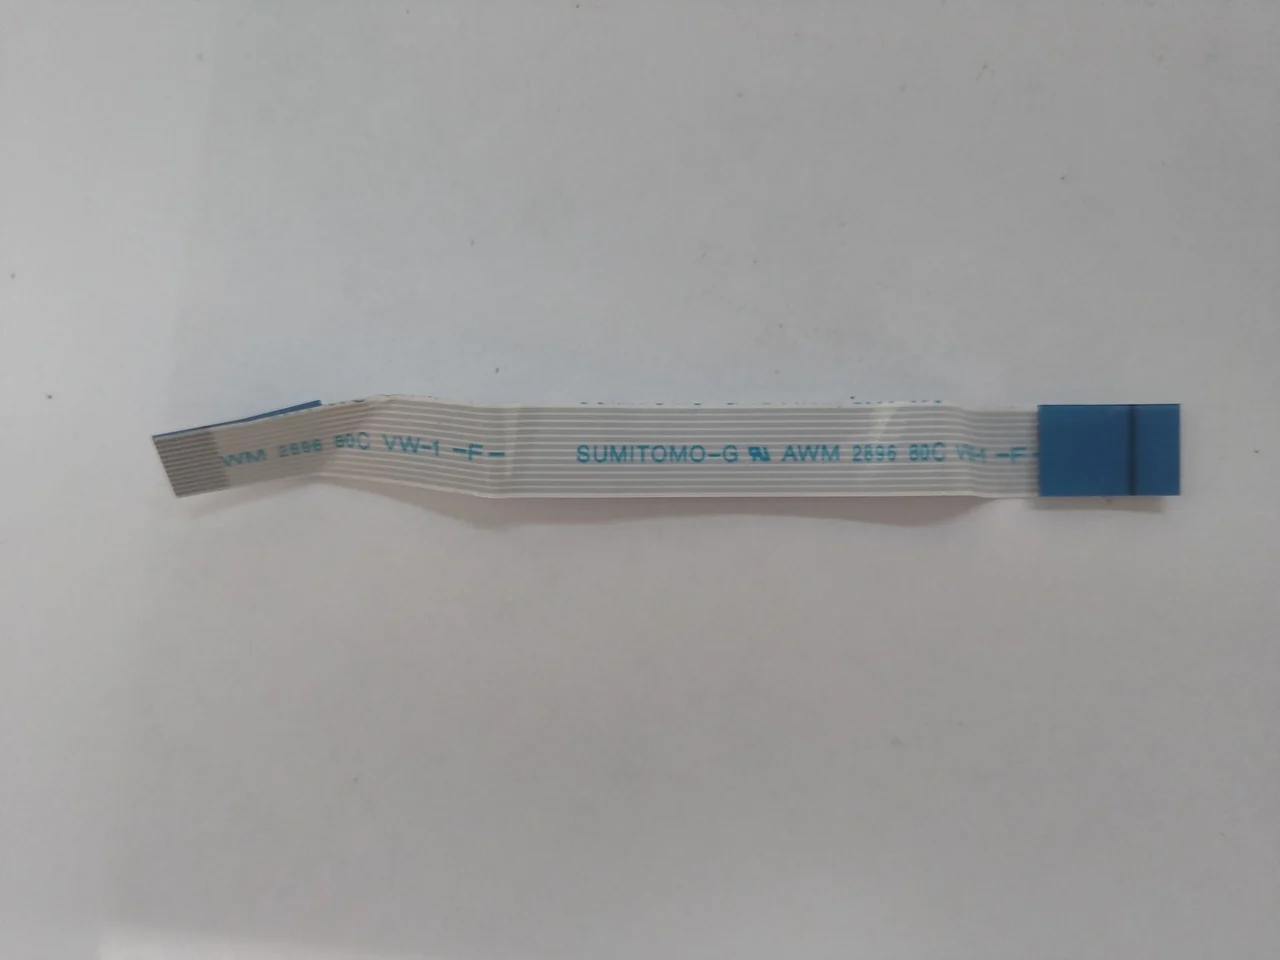 WM 2896 80C VW-1 -F- SUMITOMO-G AWM 2896 80C VW-1 -F-